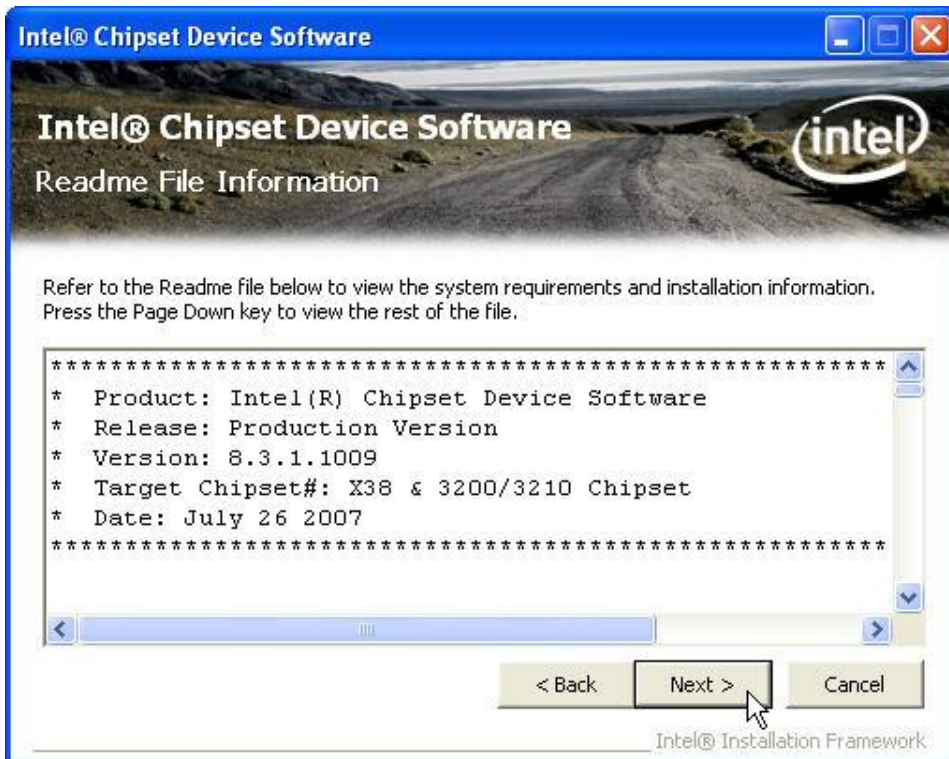 Intel® Chipset Device Software
Intel® Chipset Device Software
intel
Readme File Information
Refer to the Readme file below to view the system requirements and installation information.
Press the Page Down key to view the rest of the file.
*************************************************************
* Product: Intel(R) Chipset Device Software
* Release: Production Version
* Version: 8.3.1.1009
* Target Chipset#: X38 & 3200/3210 Chipset
* Date: July 26 2007
*************************************************************
< Back Next > Cancel
Intel® Installation Framework